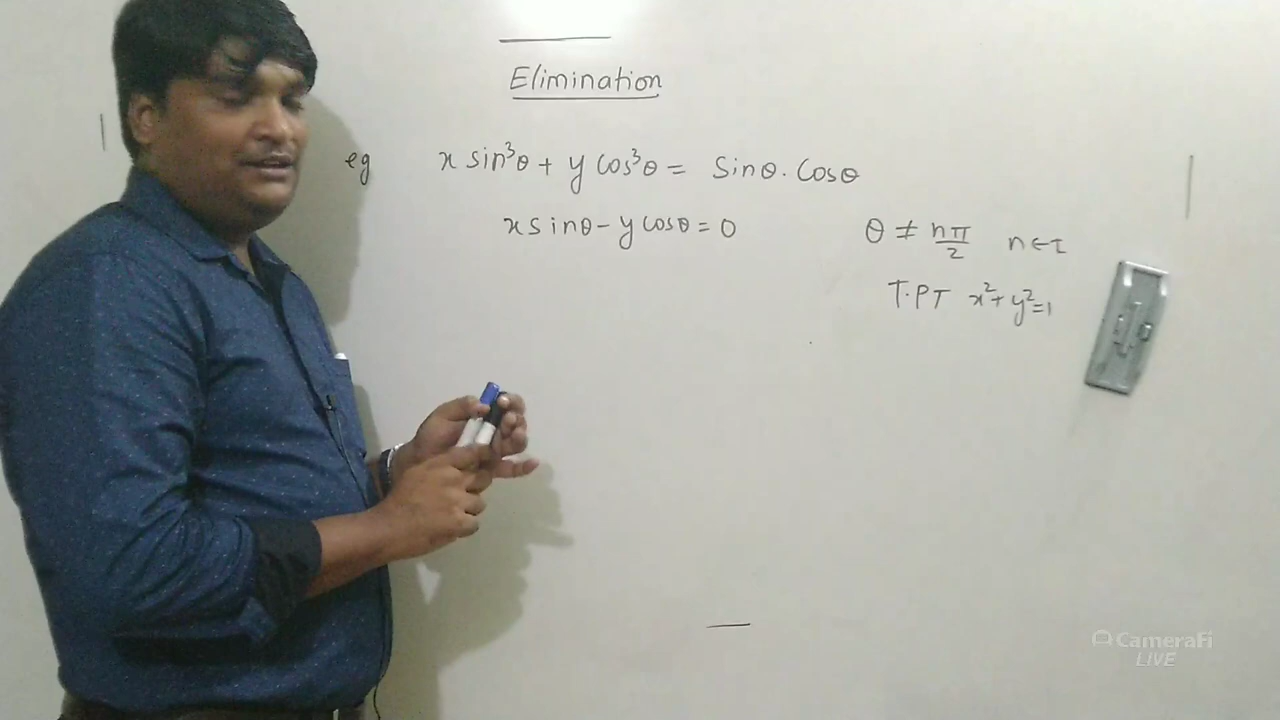 Elimination
eg x sin³θ + y cos³θ = sinθ. cosθ
x sinθ - y cosθ = 0 θ ≠ nπ/2 n ∈ I
T.P.T x² + y² = 1
CameraFi
LIVE